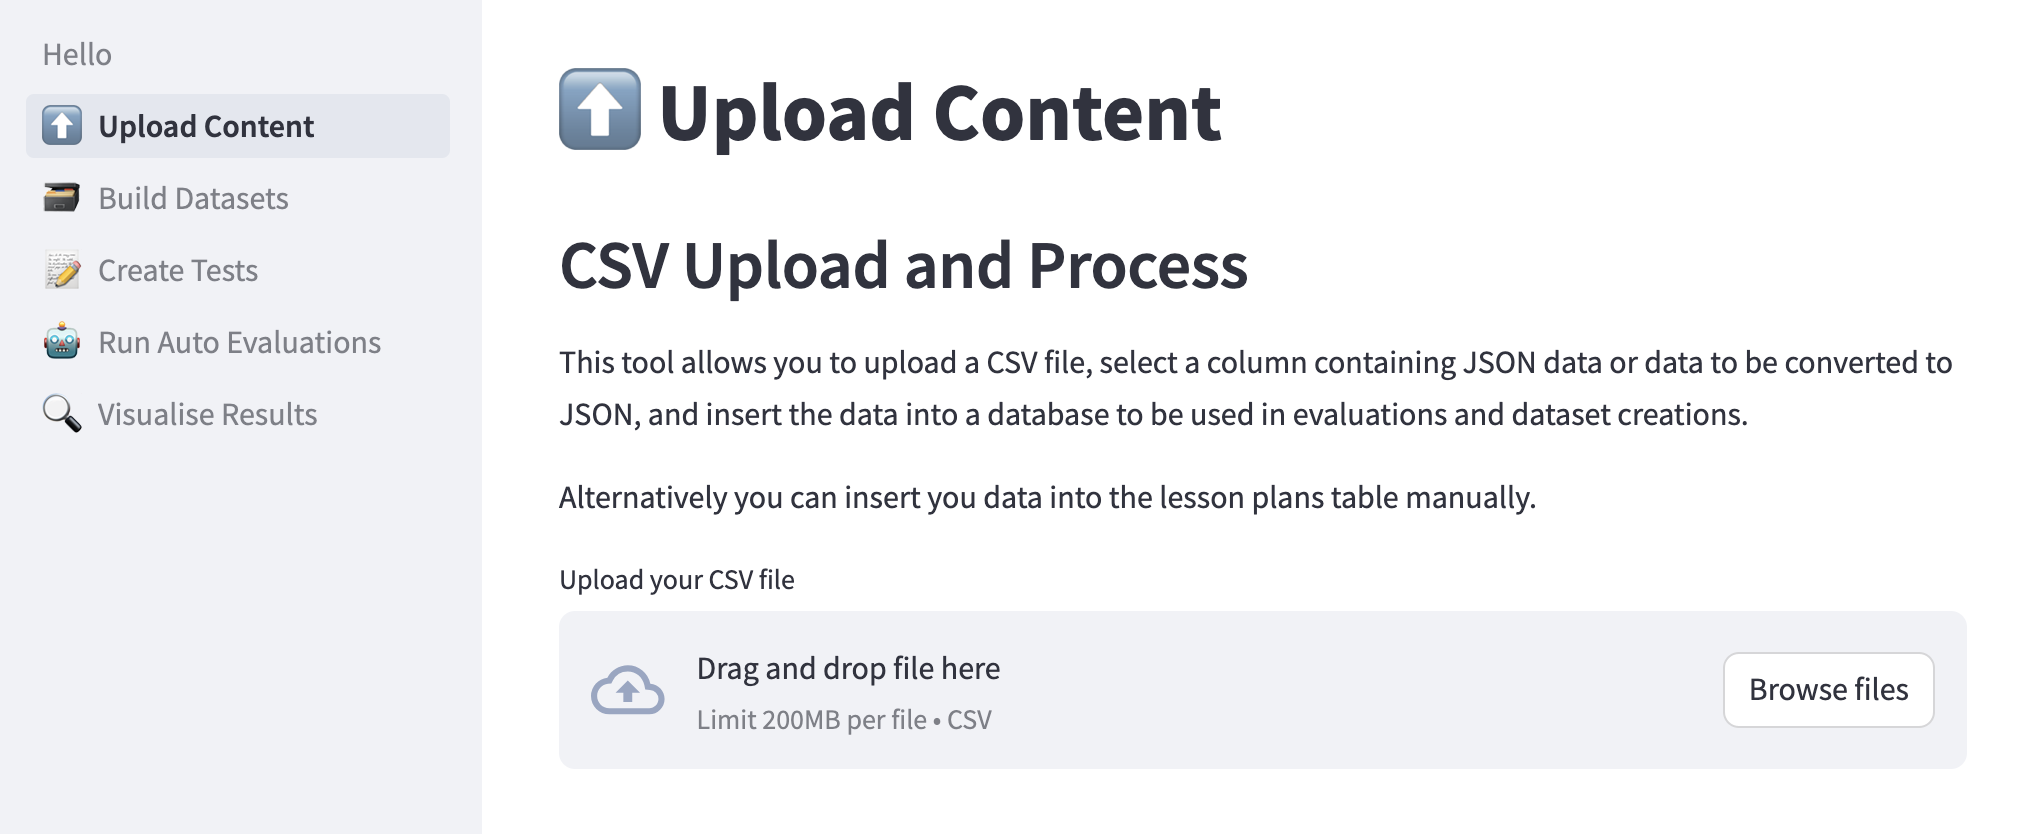 Hello
Upload Content
Build Datasets
Create Tests
Run Auto Evaluations
Visualise Results
Upload Content
CSV Upload and Process
This tool allows you to upload a CSV file, select a column containing JSON data or data to be converted to
JSON, and insert the data into a database to be used in evaluations and dataset creations.
Alternatively you can insert you data into the lesson plans table manually.
Upload your CSV file
Drag and drop file here
Limit 200MB per file • CSV
Browse files